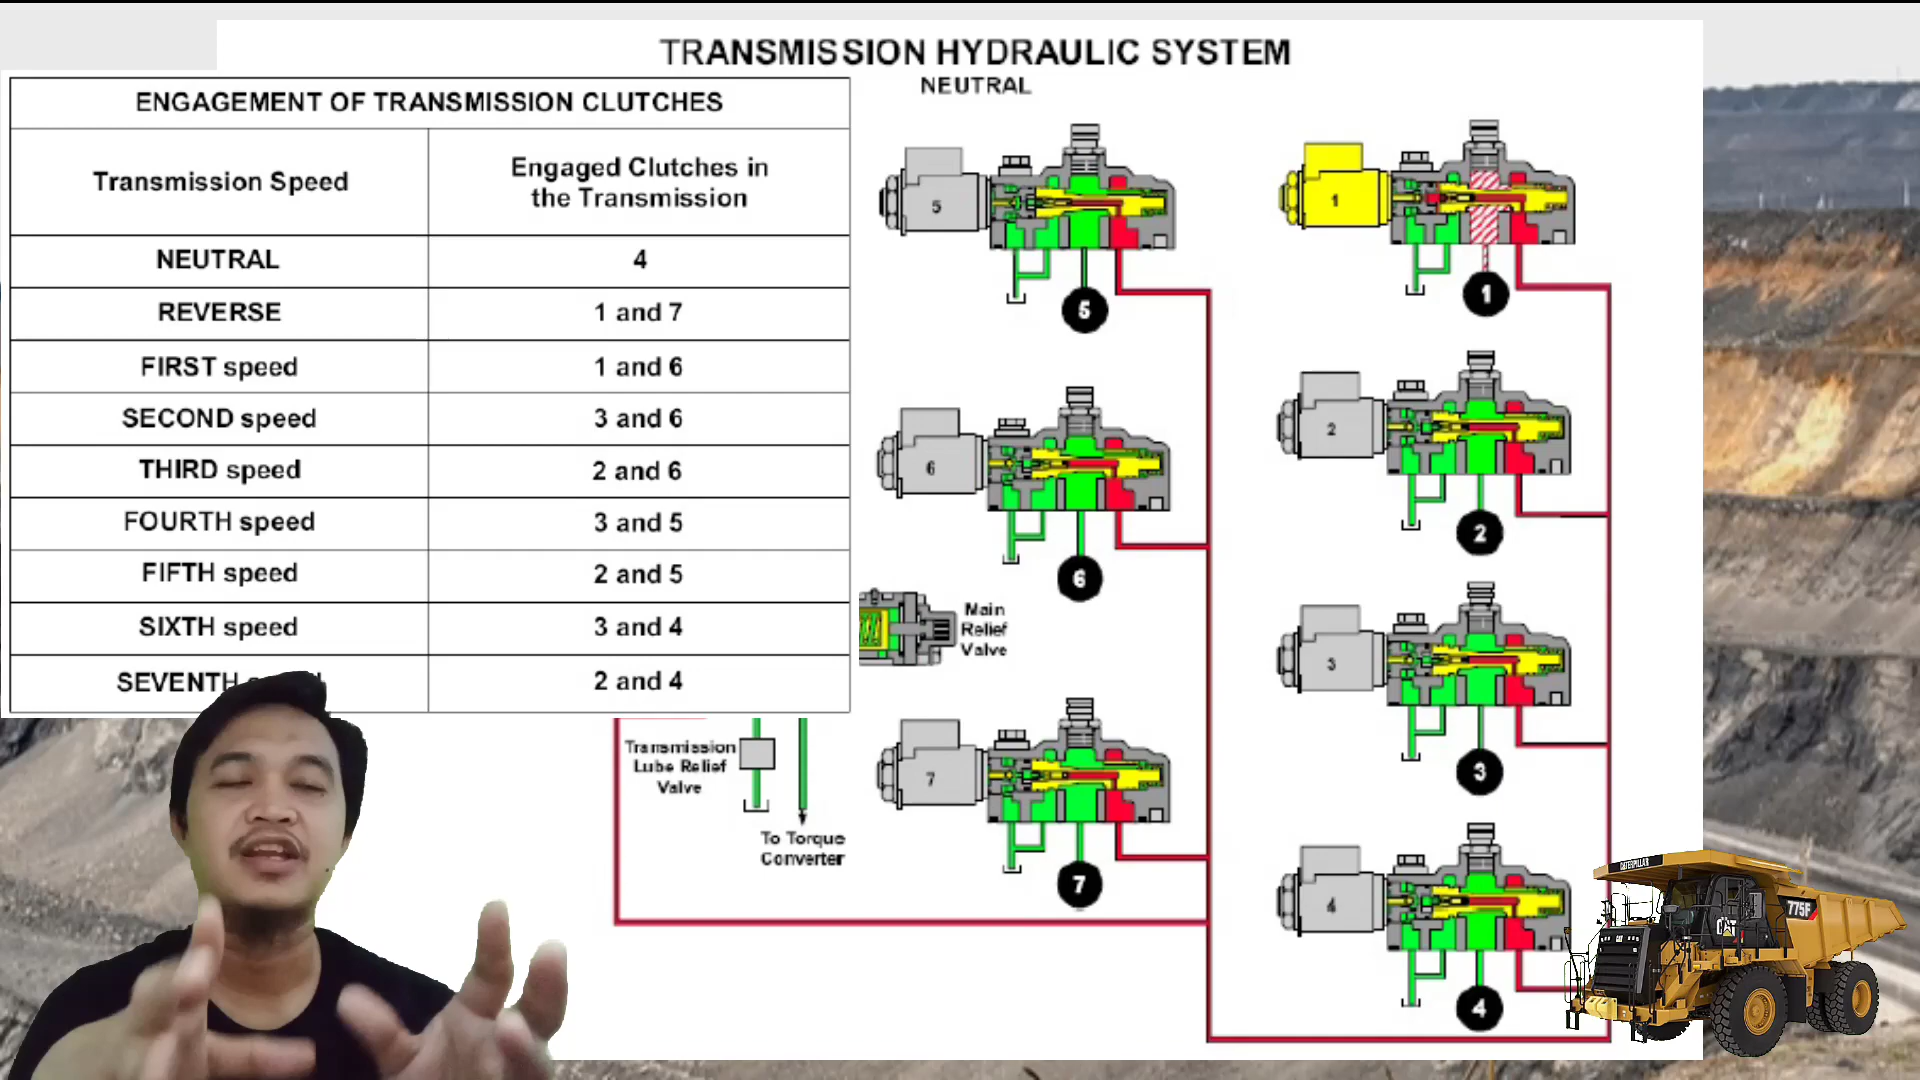 TRANSMISSION HYDRAULIC SYSTEM
NEUTRAL
ENGAGEMENT OF TRANSMISSION CLUTCHES
Transmission Speed
Engaged Clutches in
the Transmission
NEUTRAL
4
REVERSE
1 and 7
FIRST speed
1 and 6
SECOND speed
3 and 6
THIRD speed
2 and 6
FOURTH speed
3 and 5
FIFTH speed
2 and 5
SIXTH speed
3 and 4
SEVENTH
2 and 4
5
5
1
1
6
6
2
2
Main
Relief
Valve
3
3
Transmission
Lube Relief
Valve
To Torque
Converter
7
7
4
4
CATERPILLAR
775F
CAT
CAT